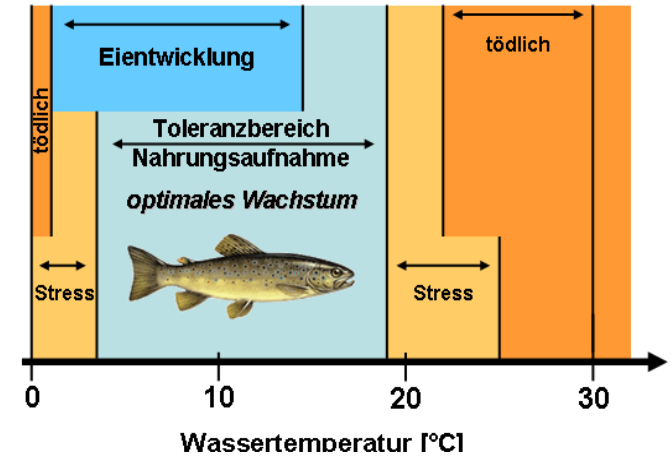 tödlich
Eientwicklung
tödlich
Toleranzbereich
Nahrungsaufnahme
optimales Wachstum
Stress
Stress
0 10 20 30
Wassertemperatur [°C]